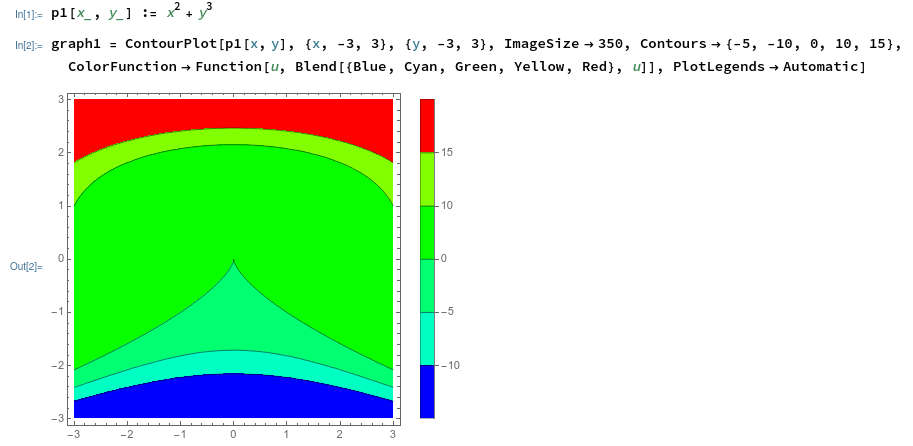 In[1]:= p1[x_, y_] := x² + y³
In[2]:= graph1 = ContourPlot[p1[x, y], {x, -3, 3}, {y, -3, 3}, ImageSize → 350, Contours → {-5, -10, 0, 10, 15},
ColorFunction → Function[u, Blend[{Blue, Cyan, Green, Yellow, Red}, u]], PlotLegends → Automatic]
Out[2]=
3
2
1
0
−1
−2
−3
−3 −2 −1 0 1 2 3
15
10
0
−5
−10